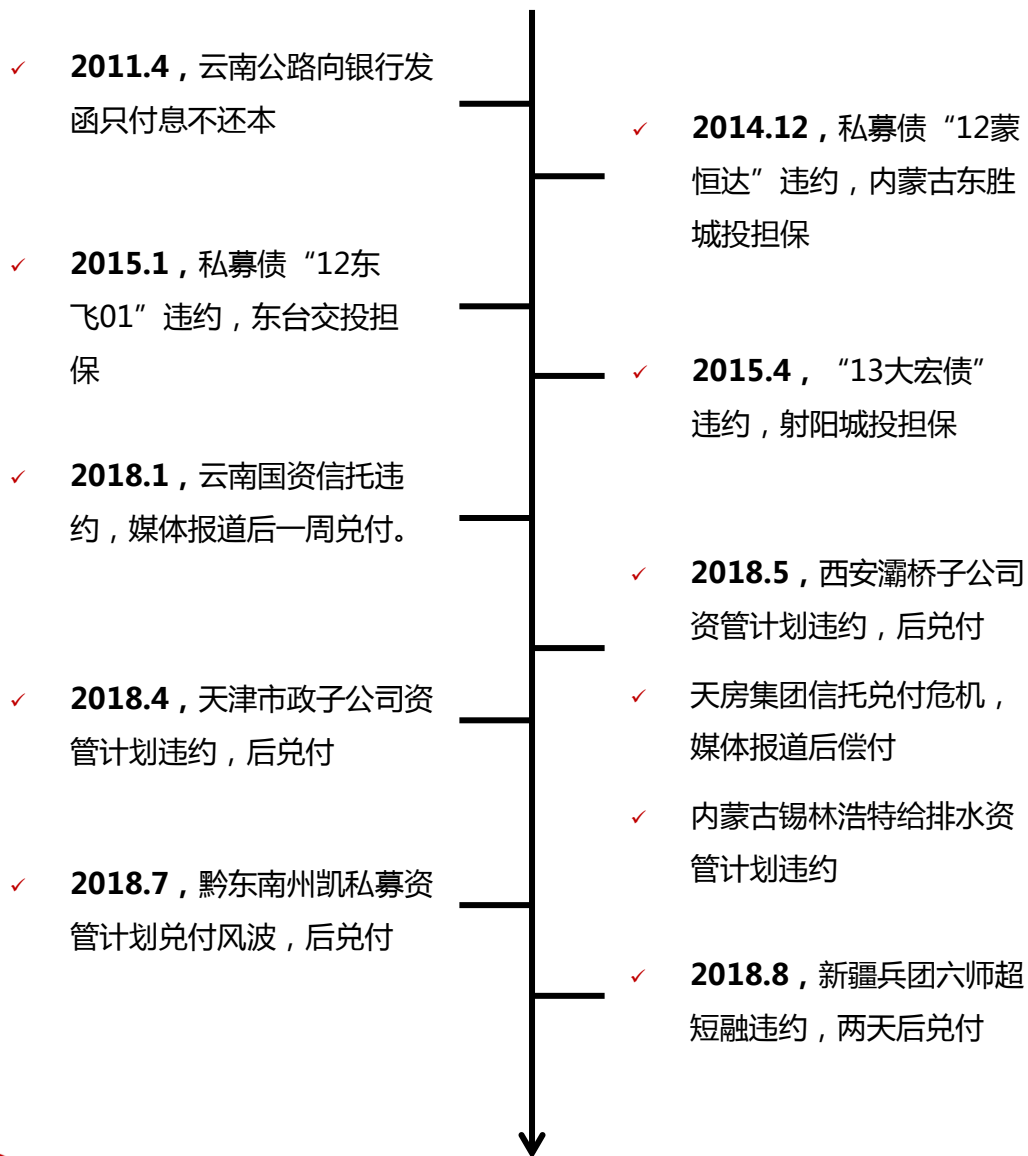 2011.4，云南公路向银行发
函只付息不还本
2014.12，私募债“12蒙
恒达”违约，内蒙古东胜
城投担保
2015.1，私募债“12东
飞01”违约，东台交投担
保
2015.4，“13大宏债”
违约，射阳城投担保
2018.1，云南国资信托违
约，媒体报道后一周兑付。
2018.5，西安灞桥子公司
资管计划违约，后兑付
2018.4，天津市政子公司资
管计划违约，后兑付
天房集团信托兑付危机，
媒体报道后偿付
内蒙古锡林浩特给排水资
管计划违约
2018.7，黔东南州凯私募资
管计划兑付风波，后兑付
2018.8，新疆兵团六师超
短融违约，两天后兑付